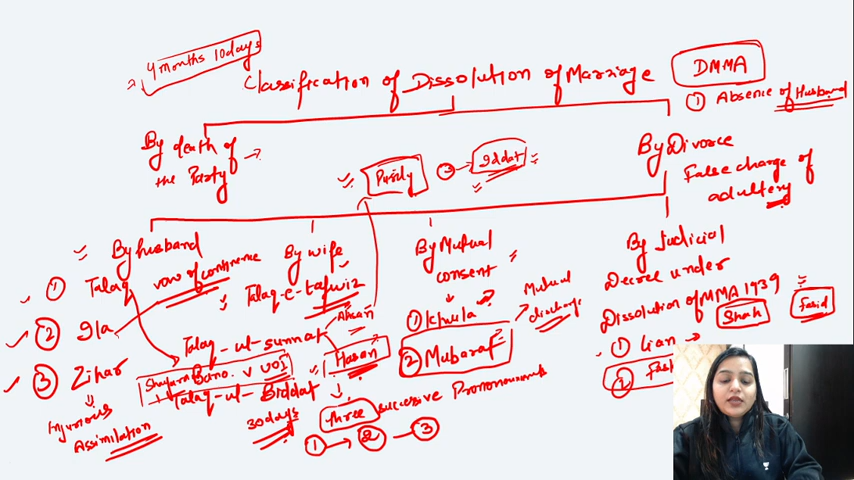 4 months 10 days
Classification of Dissolution of Marriage
DMMA
① Absence of Husband
By death of
the Party
Purity
Iddat
By Divorce
False charge of
adultery
By husband
① Talaq
vow of continence
② Ila
③ Zihar
Injurious
Assimilation
By wife
Talaq-e-tafwiz
Talaq-ul-sunnat
Ahsan
Hasan
Shayara Bano. v UOI
Talaq-ul-Biddat
30days
three successive Pronouncements
① → ② — ③
By Mutual
consent
① Khula
② Mubarat
Mutual
discharge
By Judicial
Decree under
Dissolution of MMA 1939
Shah
Farid
① Lian →
②